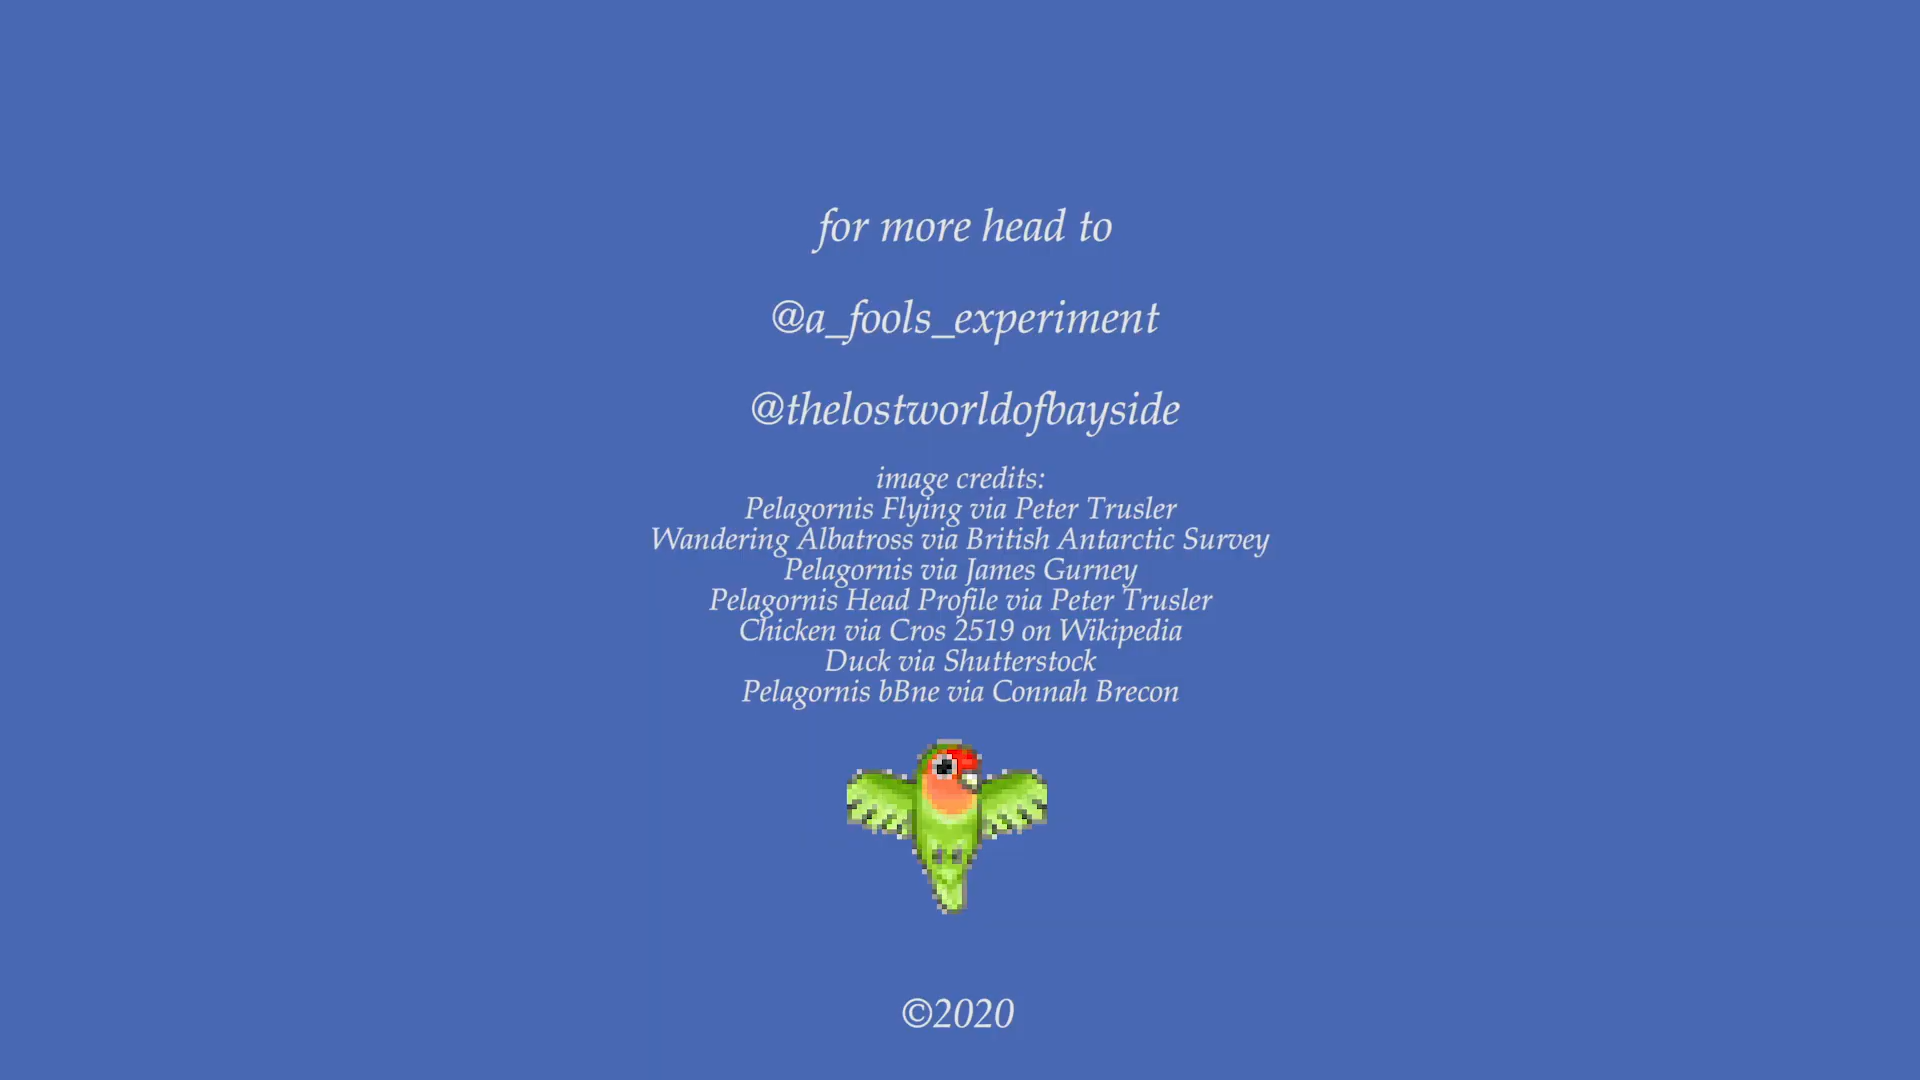 for more head to
@a_fools_experiment
@thelostworldofbayside
image credits:
Pelagornis Flying via Peter Trusler
Wandering Albatross via British Antarctic Survey
Pelagornis via James Gurney
Pelagornis Head Profile via Peter Trusler
Chicken via Cros 2519 on Wikipedia
Duck via Shutterstock
Pelagornis bBne via Connah Brecon
©2020